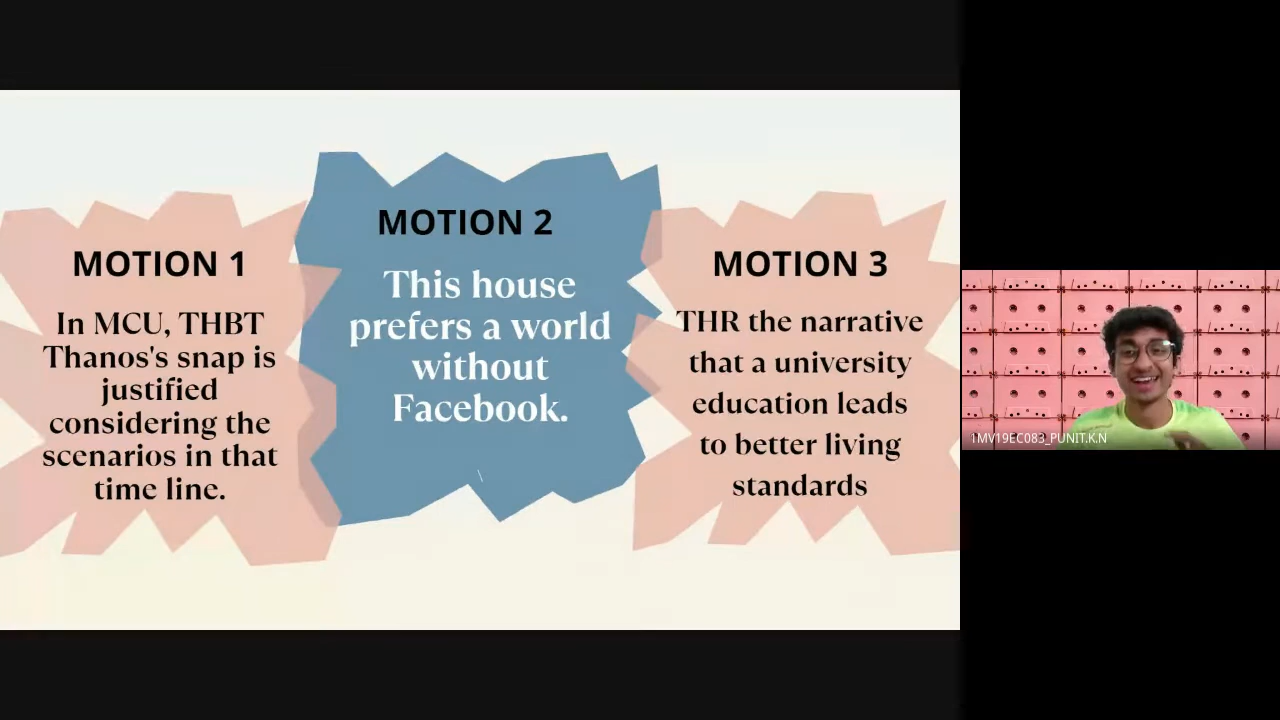 MOTION 1
In MCU, THBT
Thanos's snap is
justified
considering the
scenarios in that
time line.
MOTION 2
This house
prefers a world
without
Facebook.
MOTION 3
THR the narrative
that a university
education leads
to better living
standards
1MV19EC083_PUNIT.K.N